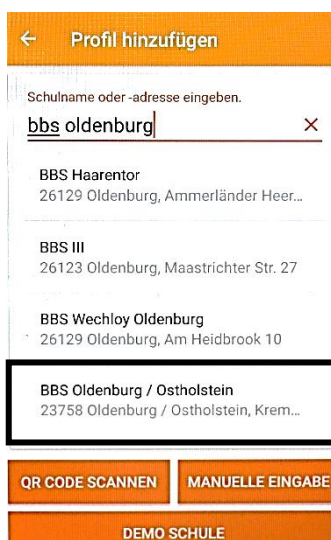 ← Profil hinzufügen
Schulname oder -adresse eingeben.
bbs oldenburg ×
BBS Haarentor
26129 Oldenburg, Ammerländer Heer...
BBS III
26123 Oldenburg, Maastrichter Str. 27
BBS Wechloy Oldenburg
26129 Oldenburg, Am Heidbrook 10
BBS Oldenburg / Ostholstein
23758 Oldenburg / Ostholstein, Krem...
QR CODE SCANNEN MANUELLE EINGABE
DEMO SCHULE